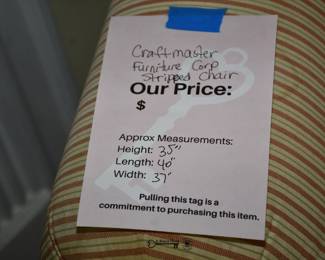 Craftmaster
Furniture Corp
Stripped Chair
Our Price:
$
Approx Measurements:
Height: 35"
Length: 40"
Width: 37"
Pulling this tag is a
commitment to purchasing this item.